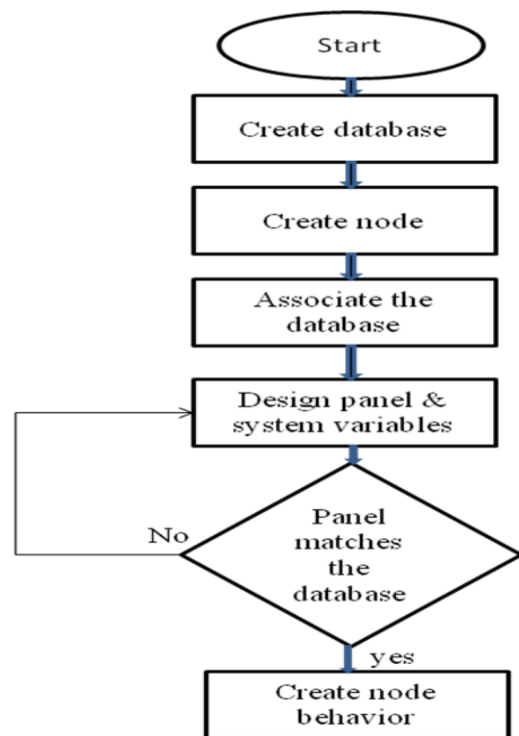 Start
Create database
Create node
Associate the
database
Design panel &
system variables
No
Panel
matches
the
database
yes
Create node
behavior